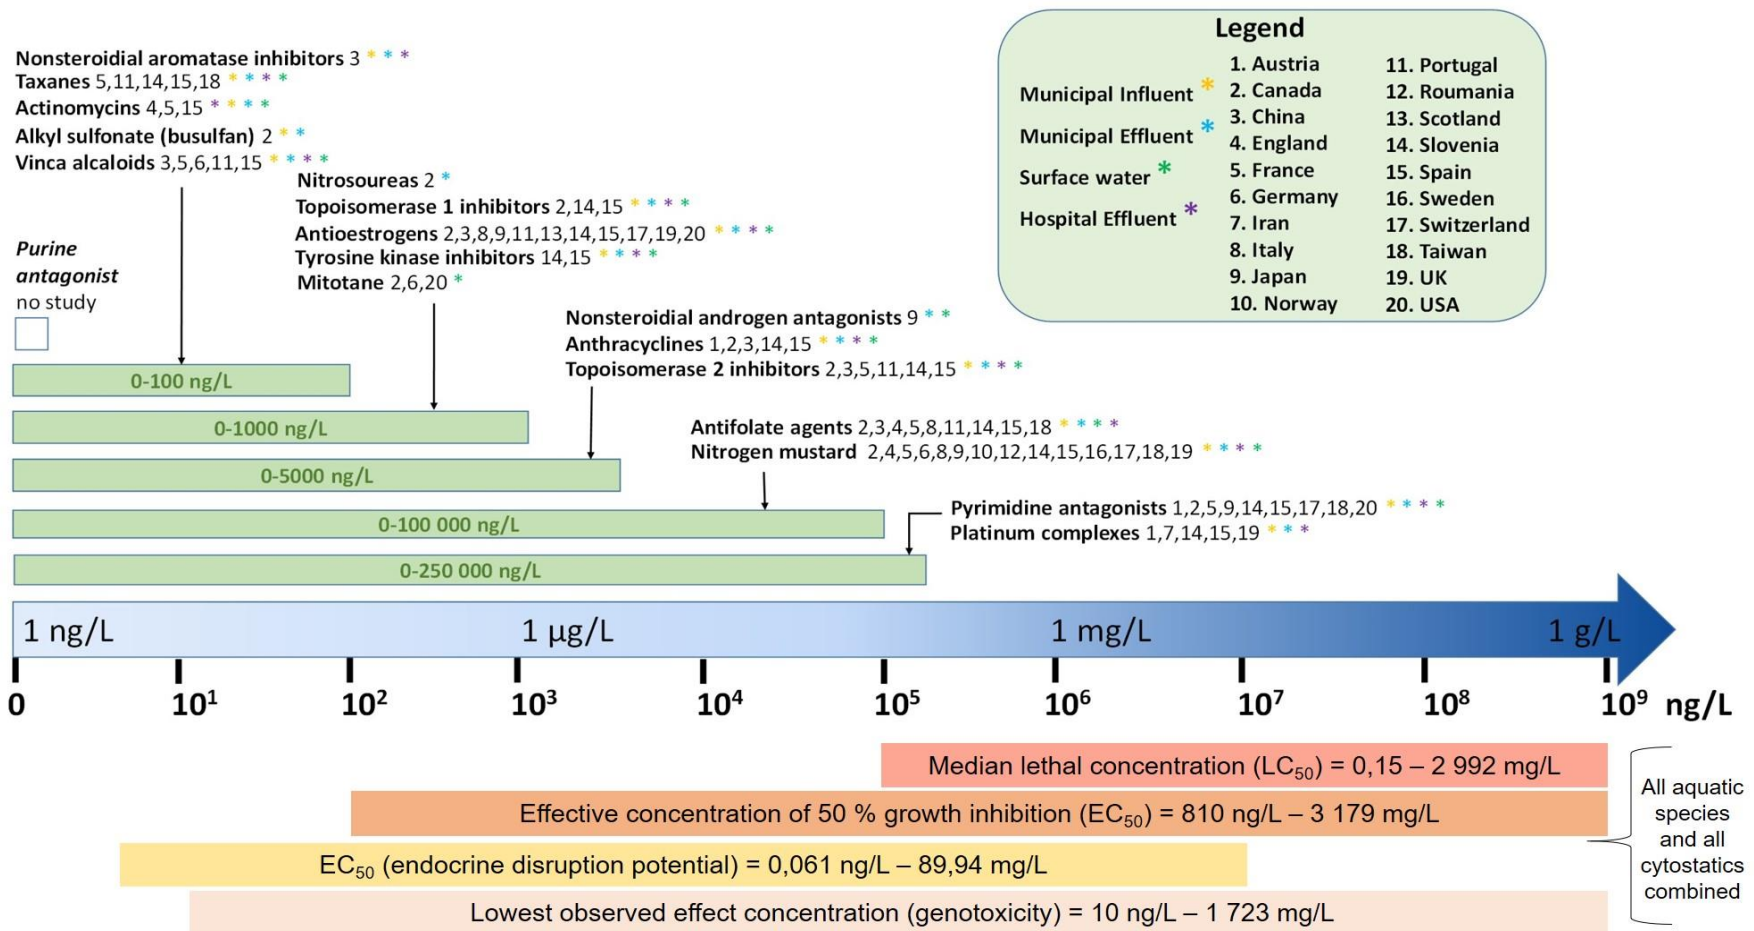 Nonsteroidial aromatase inhibitors 3 * * *
Taxanes 5,11,14,15,18 * * * *
Actinomycins 4,5,15 * * * *
Alkyl sulfonate (busulfan) 2 * *
Vinca alcaloids 3,5,6,11,15 * * * *
Purine
antagonist
no study
Nitrosoureas 2 *
Topoisomerase 1 inhibitors 2,14,15 * * * *
Antioestrogens 2,3,8,9,11,13,14,15,17,19,20 * * * *
Tyrosine kinase inhibitors 14,15 * * * *
Mitotane 2,6,20 *
Nonsteroidial androgen antagonists 9 * *
Anthracyclines 1,2,3,14,15 * * * *
Topoisomerase 2 inhibitors 2,3,5,11,14,15 * * * *
Antifolate agents 2,3,4,5,8,11,14,15,18 * * * *
Nitrogen mustard 2,4,5,6,8,9,10,12,14,15,16,17,18,19 * * * *
Pyrimidine antagonists 1,2,5,9,14,15,17,18,20 * * * *
Platinum complexes 1,7,14,15,19 * * *
Legend
Municipal Influent *
Municipal Effluent *
Surface water *
Hospital Effluent *
1. Austria
2. Canada
3. China
4. England
5. France
6. Germany
7. Iran
8. Italy
9. Japan
10. Norway
11. Portugal
12. Roumania
13. Scotland
14. Slovenia
15. Spain
16. Sweden
17. Switzerland
18. Taiwan
19. UK
20. USA
0-100 ng/L
0-1000 ng/L
0-5000 ng/L
0-100 000 ng/L
0-250 000 ng/L
1 ng/L 1 µg/L 1 mg/L 1 g/L
0 10¹ 10² 10³ 10⁴ 10⁵ 10⁶ 10⁷ 10⁸ 10⁹ ng/L
Median lethal concentration (LC₅₀) = 0,15 – 2 992 mg/L
Effective concentration of 50 % growth inhibition (EC₅₀) = 810 ng/L – 3 179 mg/L
EC₅₀ (endocrine disruption potential) = 0,061 ng/L – 89,94 mg/L
Lowest observed effect concentration (genotoxicity) = 10 ng/L – 1 723 mg/L
All aquatic
species
and all
cytostatics
combined